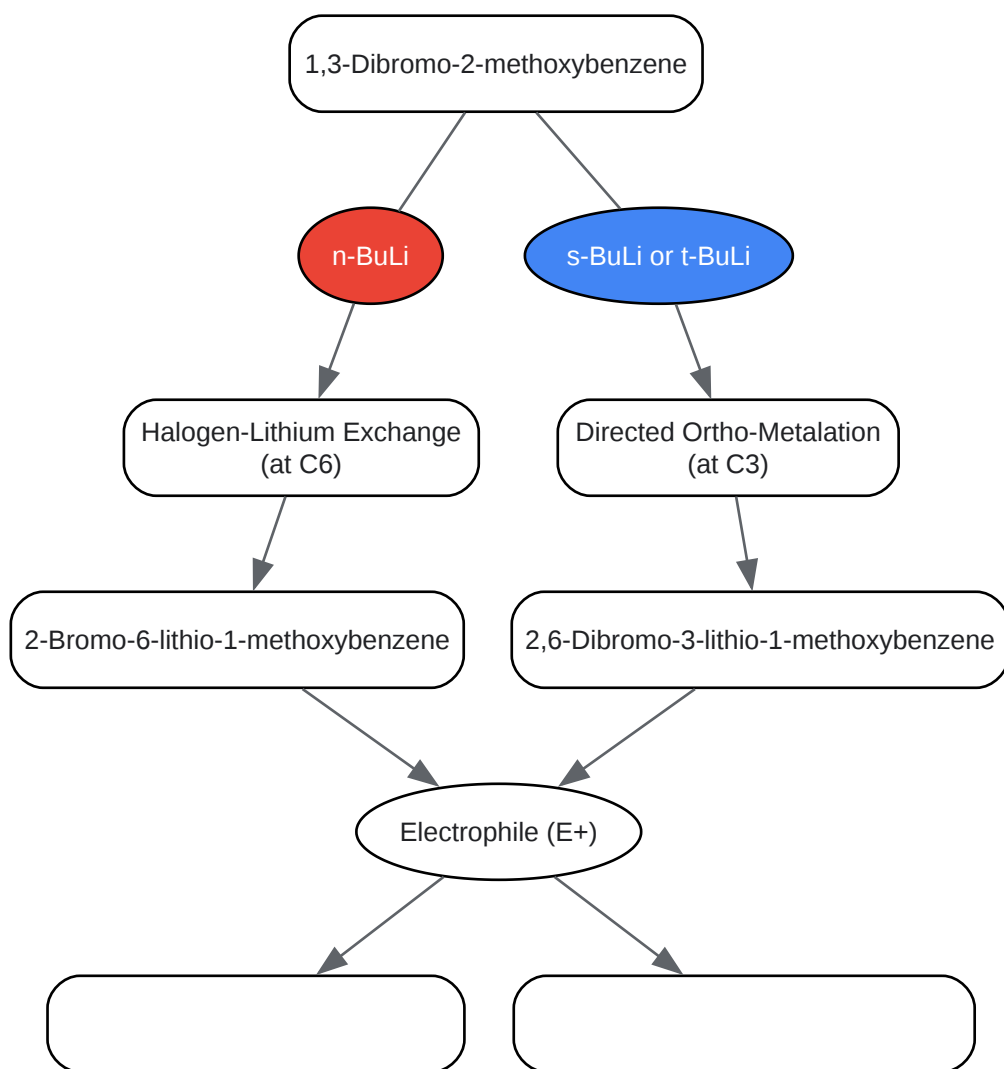 1,3-Dibromo-2-methoxybenzene
n-BuLi
s-BuLi or t-BuLi
Halogen-Lithium Exchange
(at C6)
Directed Ortho-Metalation
(at C3)
2-Bromo-6-lithio-1-methoxybenzene
2,6-Dibromo-3-lithio-1-methoxybenzene
Electrophile (E+)